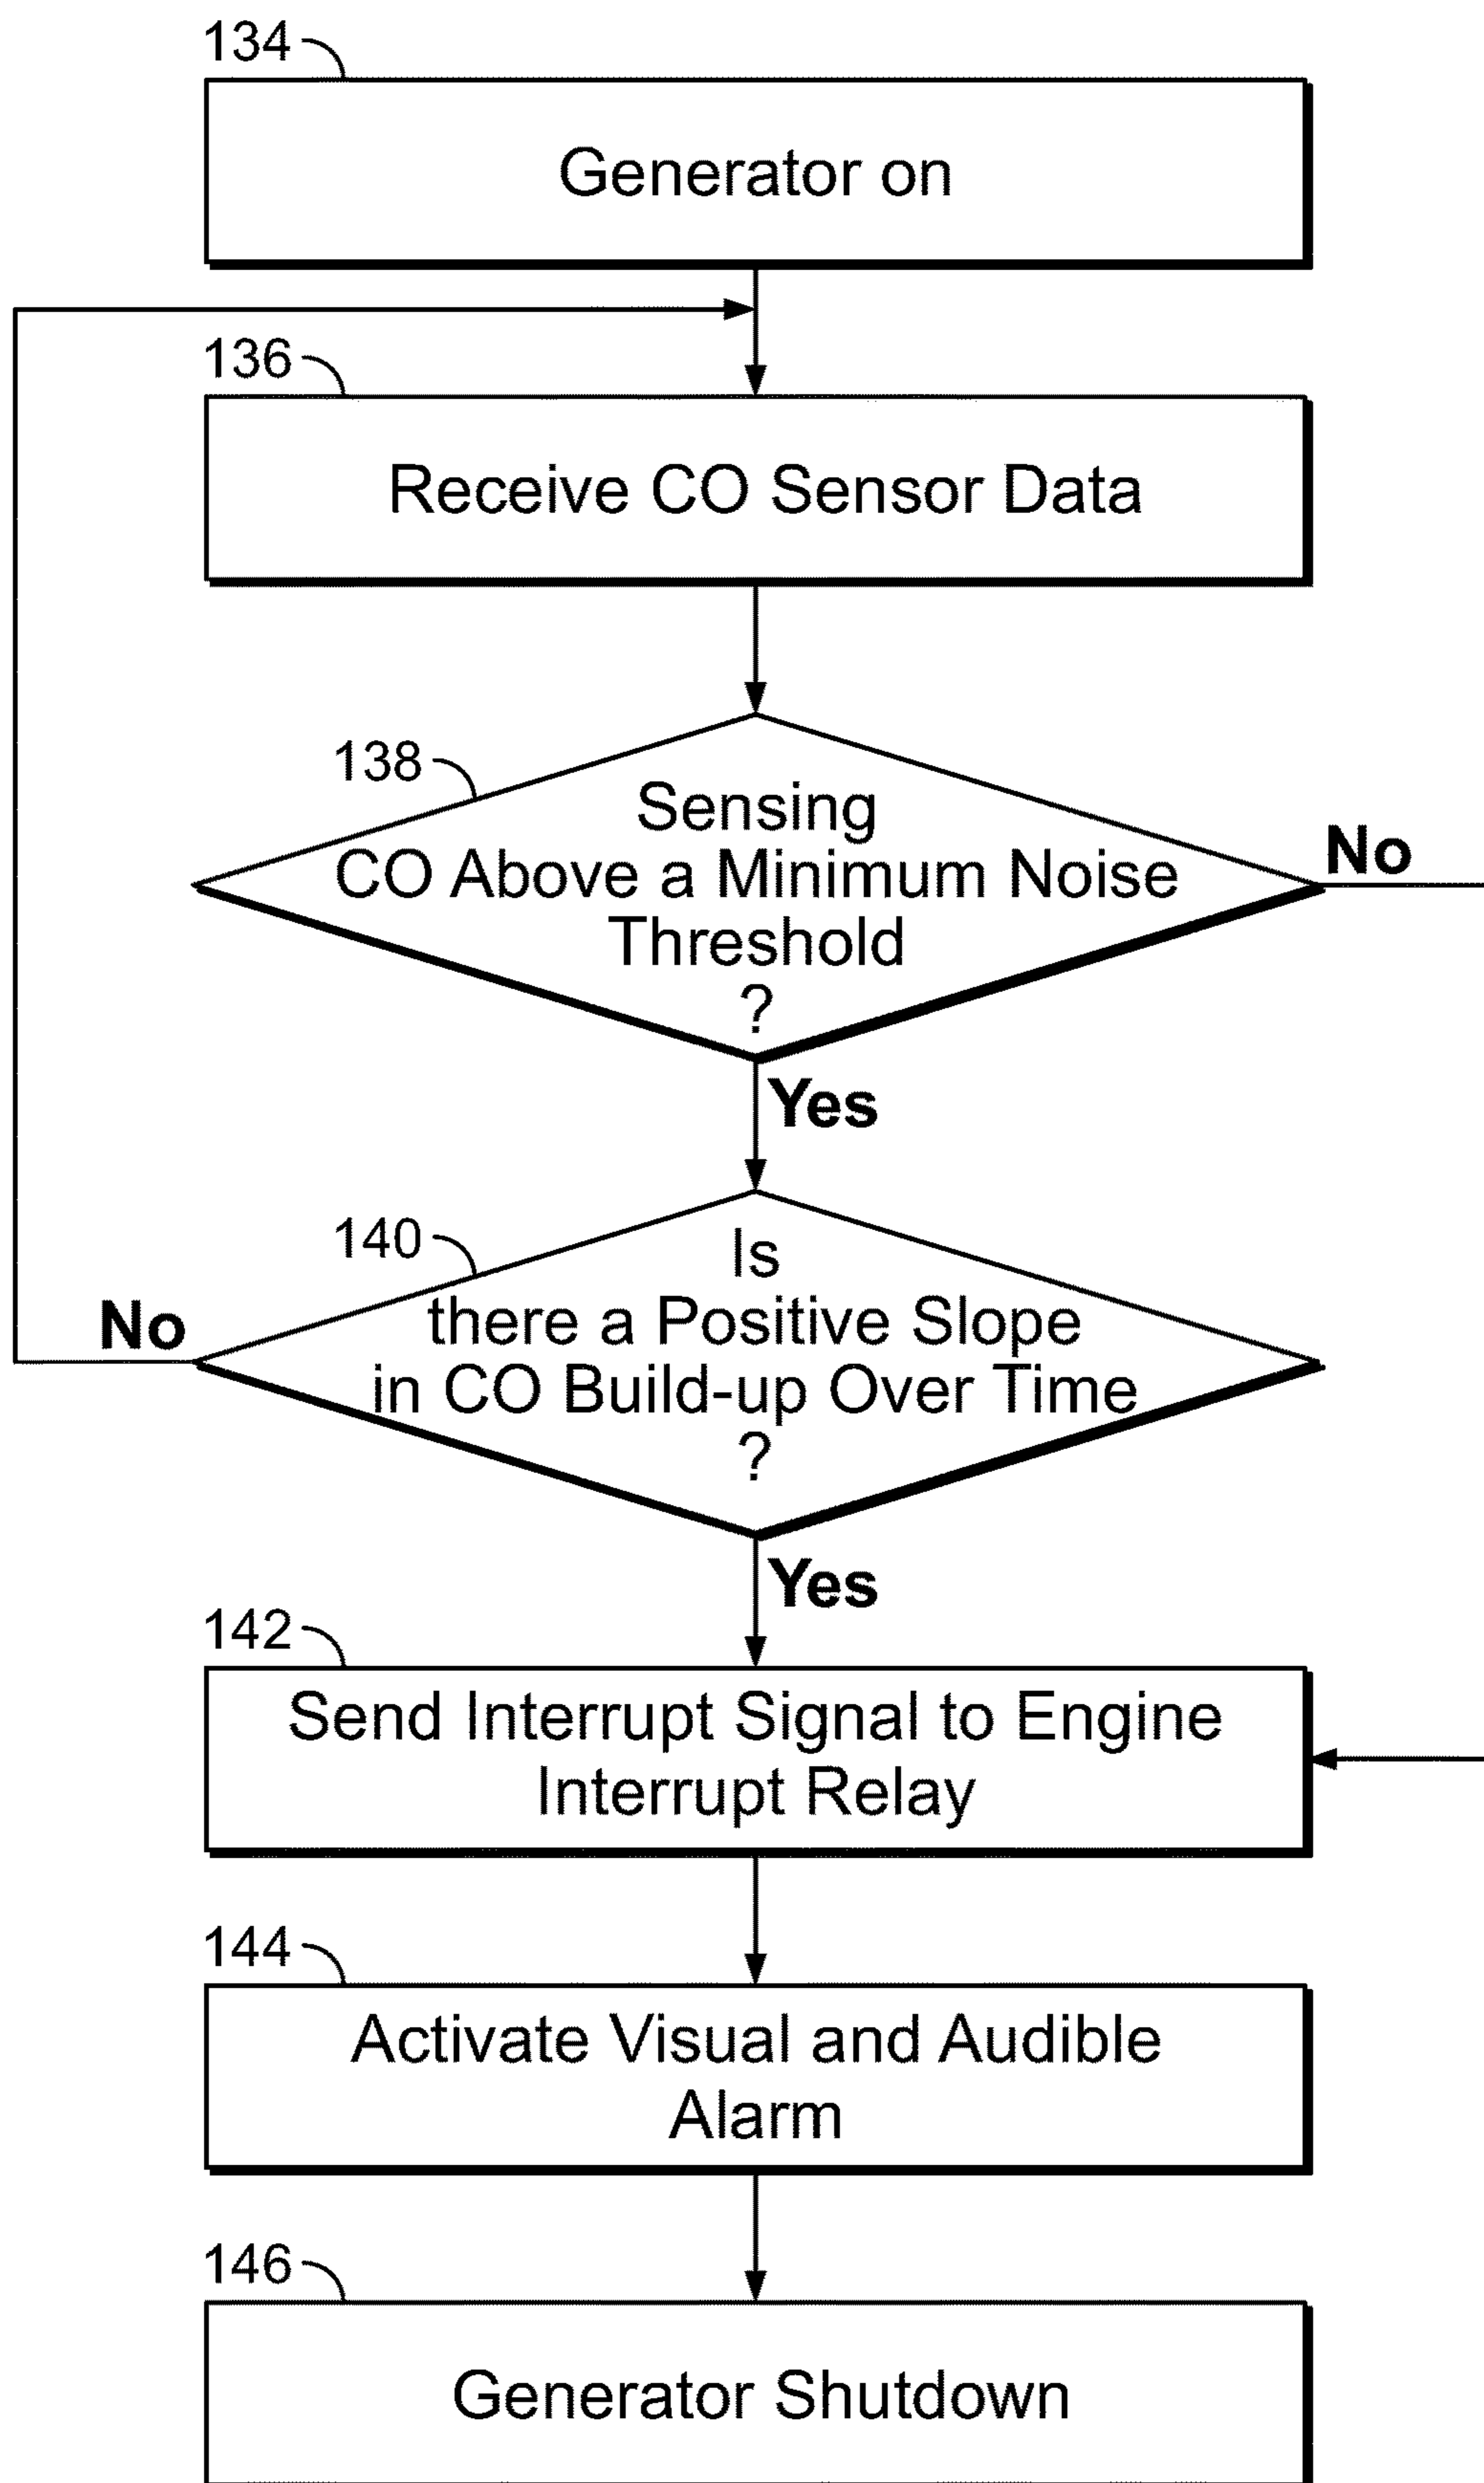 134
Generator on
136
Receive CO Sensor Data
138
Sensing
CO Above a Minimum Noise
Threshold
?
No
Yes
140
Is
there a Positive Slope
in CO Build-up Over Time
?
No
Yes
142
Send Interrupt Signal to Engine
Interrupt Relay
144
Activate Visual and Audible
Alarm
146
Generator Shutdown